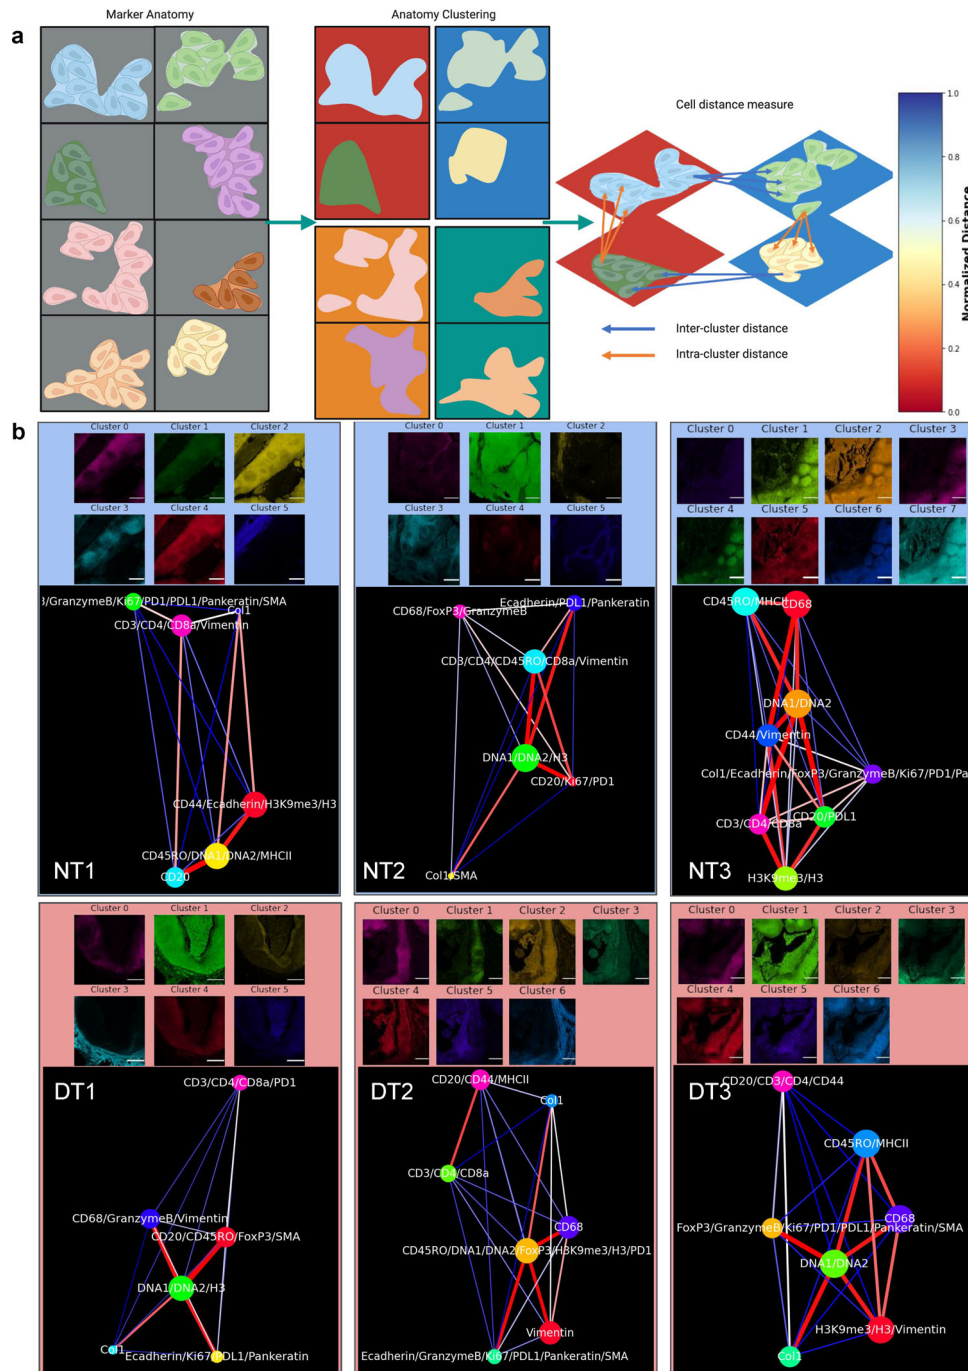 Marker Anatomy
Anatomy Clustering
a
Cell distance measure
1.0
0.8
0.6
0.4
0.2
0.0
Normalized Distance
Inter-cluster distance
Intra-cluster distance
b
Cluster 0 Cluster 1 Cluster 2
Cluster 3 Cluster 4 Cluster 5
3/GranzymeB/Ki67/PD1/PDL1/Pankeratin/SMA
Col1
CD3/CD4/CD8a/Vimentin
CD44/Ecadherin/H3K9me3/H3
CD45RO/DNA1/DNA2/MHCII
CD20
NT1
Cluster 0 Cluster 1 Cluster 2
Cluster 3 Cluster 4 Cluster 5
Ecadherin/PDL1/Pankeratin
CD68/FoxP3/GranzymeB
CD3/CD4/CD45RO/CD8a/Vimentin
DNA1/DNA2/H3
CD20/Ki67/PD1
Col1/SMA
NT2
Cluster 0 Cluster 1 Cluster 2 Cluster 3
Cluster 4 Cluster 5 Cluster 6 Cluster 7
CD45RO/MHCII
CD68
DNA1/DNA2
CD44/Vimentin
Col1/Ecadherin/FoxP3/GranzymeB/Ki67/PD1/Pa
CD20/PDL1
CD3/CD4/CD8a
H3K9me3/H3
NT3
Cluster 0 Cluster 1 Cluster 2
Cluster 3 Cluster 4 Cluster 5
DT1
CD3/CD4/CD8a/PD1
CD68/GranzymeB/Vimentin
CD20/CD45RO/FoxP3/SMA
DNA1/DNA2/H3
Col1
Ecadherin/Ki67/PDL1/Pankeratin
Cluster 0 Cluster 1 Cluster 2 Cluster 3
Cluster 4 Cluster 5 Cluster 6
DT2
CD20/CD44/MHCII
Col1
CD3/CD4/CD8a
CD68
CD45RO/DNA1/DNA2/FoxP3/H3K9me3/H3/PD1
Vimentin
Ecadherin/GranzymeB/Ki67/PDL1/Pankeratin/SMA
Cluster 0 Cluster 1 Cluster 2 Cluster 3
Cluster 4 Cluster 5 Cluster 6
DT3
CD20/CD3/CD4/CD44
CD45RO/MHCII
CD68
FoxP3/GranzymeB/Ki67/PD1/PDL1/Pankeratin/SMA
DNA1/DNA2
H3K9me3/H3/Vimentin
Col1